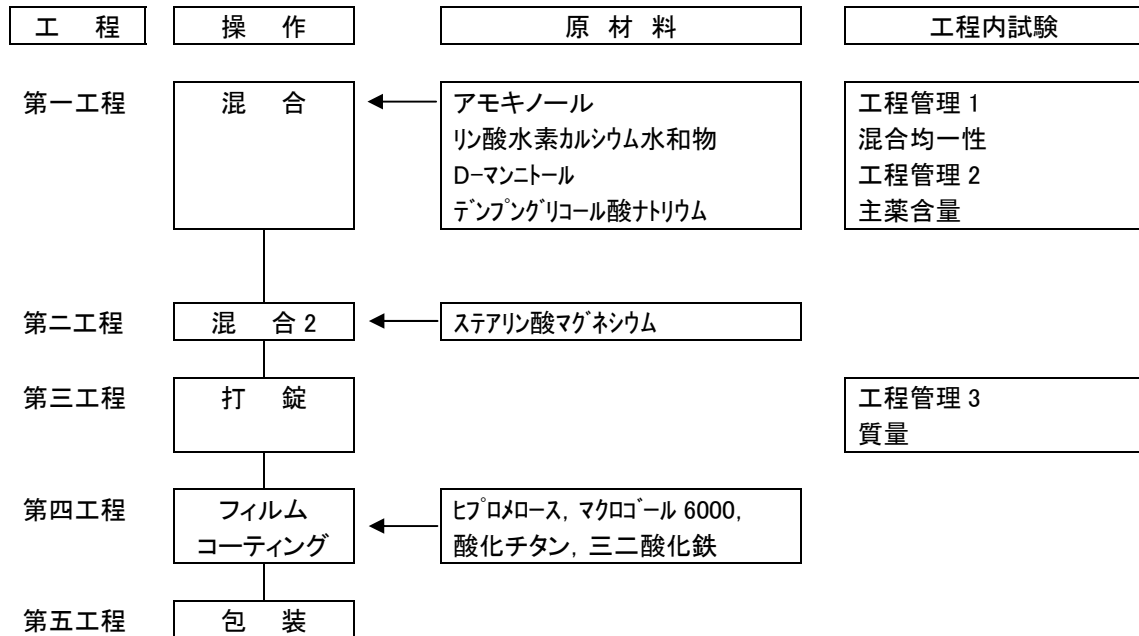 工 程 操 作 原 材 料 工程内試験
第一工程 混 合 アモキノール 工程管理 1
リン酸水素カルシウム水和物 混合均一性
D-マンニトール 工程管理 2
デンプングリコール酸ナトリウム 主薬含量
第二工程 混 合 2 ステアリン酸マグネシウム
第三工程 打 錠 工程管理 3
質量
第四工程 フィルム ヒプロメロース, マクロゴール 6000,
コーティング 酸化チタン, 三二酸化鉄
第五工程 包 装